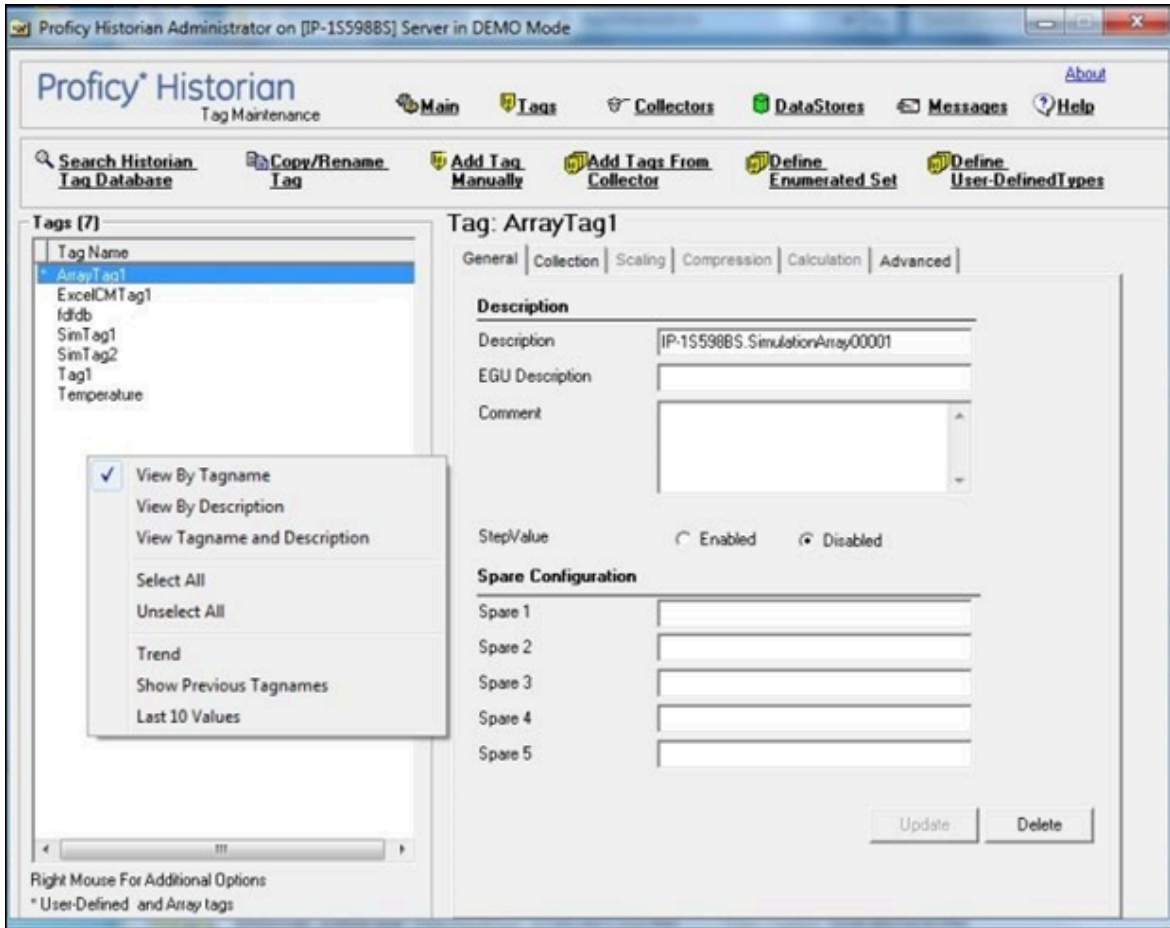 Proficy Historian Administrator on [IP-1S598BS] Server in DEMO Mode
About
Proficy* Historian
Tag Maintenance
Main Tags Collectors DataStores Messages Help
Search Historian Tag Database
Copy/Rename Tag
Add Tag Manually
Add Tags From Collector
Define Enumerated Set
Define User-DefinedTypes
Tags (7)
Tag Name
* ArrayTag1
ExcelCMTag1
fdfdb
SimTag1
SimTag2
Tag1
Temperature
View By Tagname
View By Description
View Tagname and Description
Select All
Unselect All
Trend
Show Previous Tagnames
Last 10 Values
Right Mouse For Additional Options
* User-Defined and Array tags
Tag: ArrayTag1
General Collection Scaling Compression Calculation Advanced
Description
Description IP-1S598BS.SimulationArray00001
EGU Description
Comment
StepValue Enabled Disabled
Spare Configuration
Spare 1
Spare 2
Spare 3
Spare 4
Spare 5
Update Delete